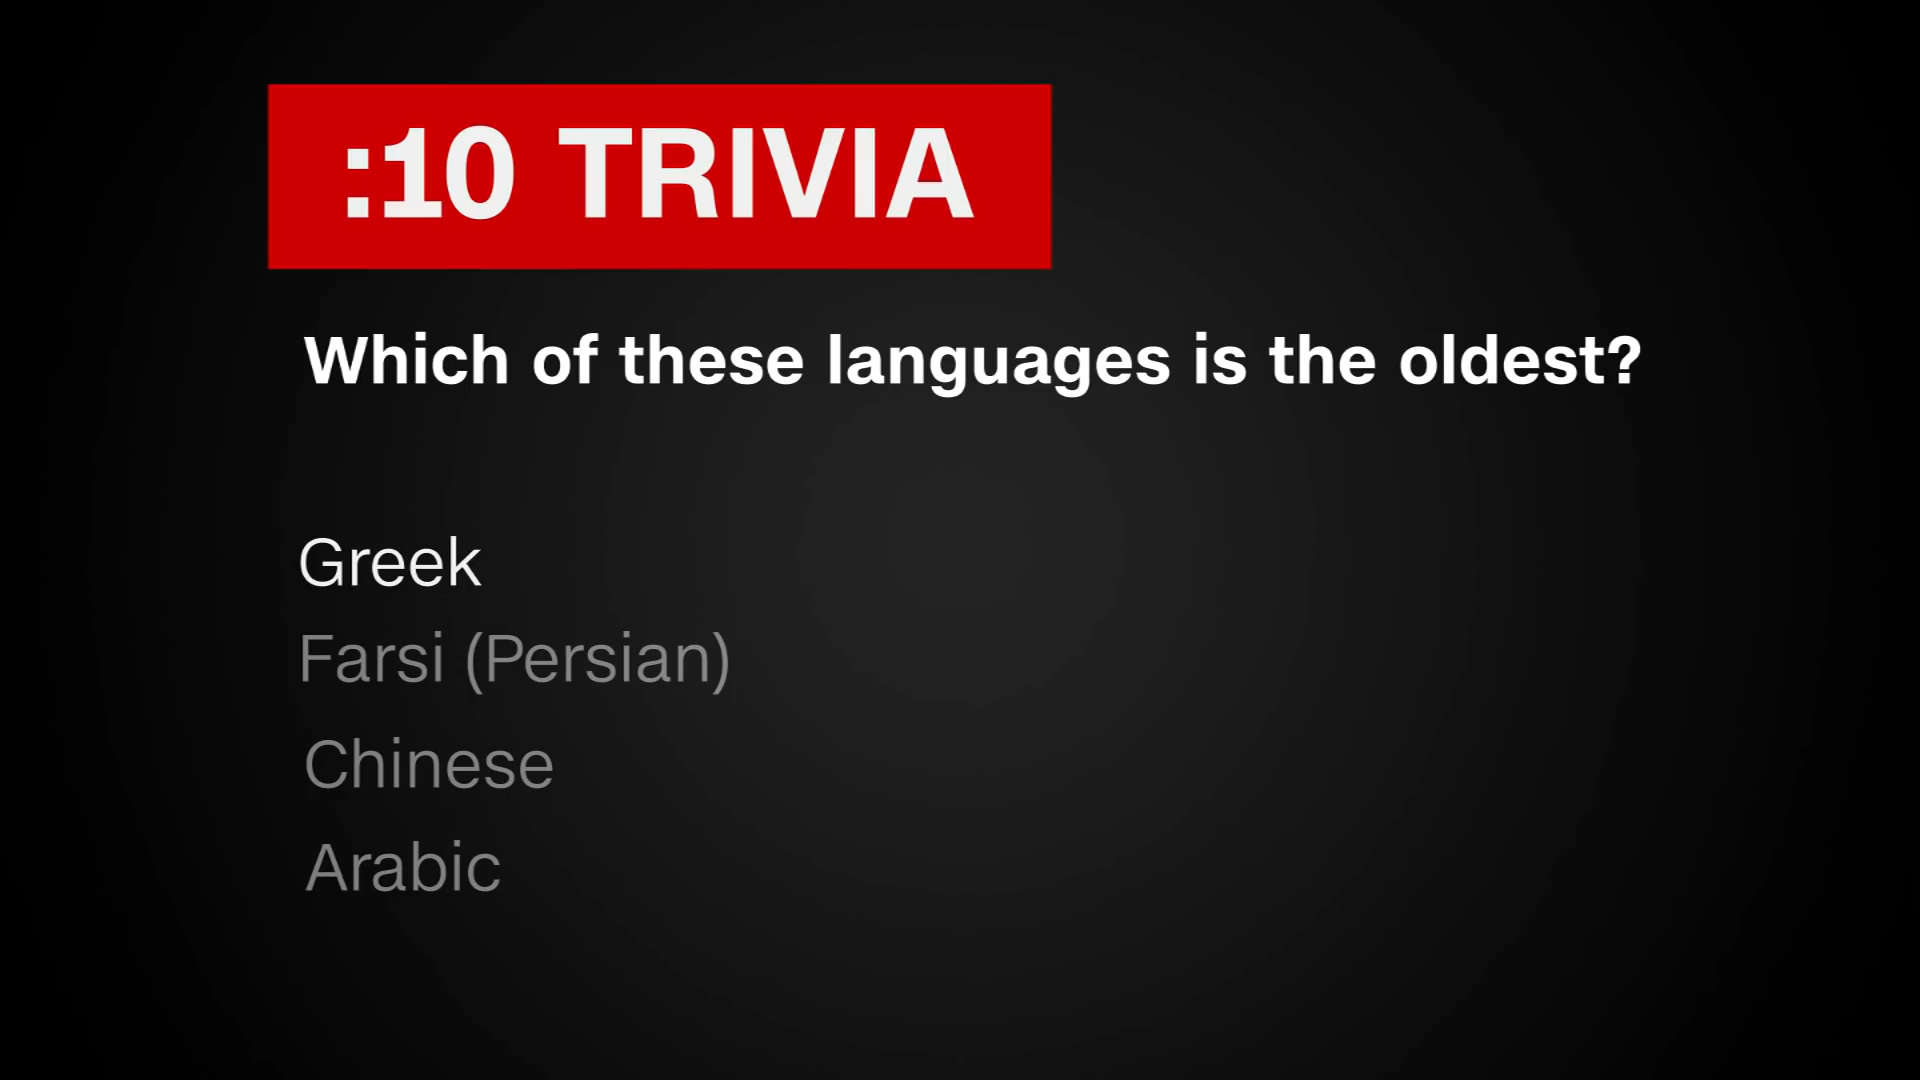 :10 TRIVIA
Which of these languages is the oldest?
Greek
Farsi (Persian)
Chinese
Arabic